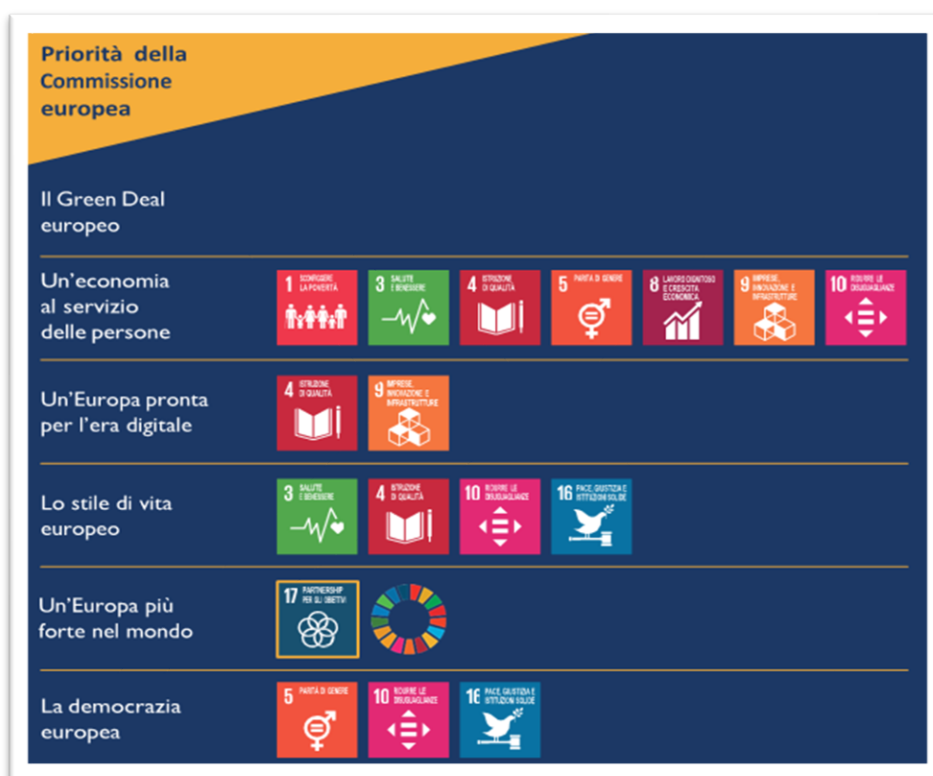 Priorità della
Commissione
europea
Il Green Deal
europeo
Un'economia
al servizio
delle persone
1 SCONFIGGERE
LA POVERTÀ
3 SALUTE
E BENESSERE
4 ISTRUZIONE
DI QUALITÀ
5 PARITÀ DI GENERE
8 LAVORO DIGNITOSO
E CRESCITA
ECONOMICA
9 IMPRESE,
INNOVAZIONE E
INFRASTRUTTURE
10 RIDURRE LE
DISUGUAGLIANZE
Un'Europa pronta
per l'era digitale
4 ISTRUZIONE
DI QUALITÀ
9 IMPRESE,
INNOVAZIONE E
INFRASTRUTTURE
Lo stile di vita
europeo
3 SALUTE
E BENESSERE
4 ISTRUZIONE
DI QUALITÀ
10 RIDURRE LE
DISUGUAGLIANZE
16 PACE, GIUSTIZIA E
ISTITUZIONI SOLIDE
Un'Europa più
forte nel mondo
17 PARTNERSHIP
PER GLI OBIETTIVI
La democrazia
europea
5 PARITÀ DI GENERE
10 RIDURRE LE
DISUGUAGLIANZE
16 PACE, GIUSTIZIA E
ISTITUZIONI SOLIDE